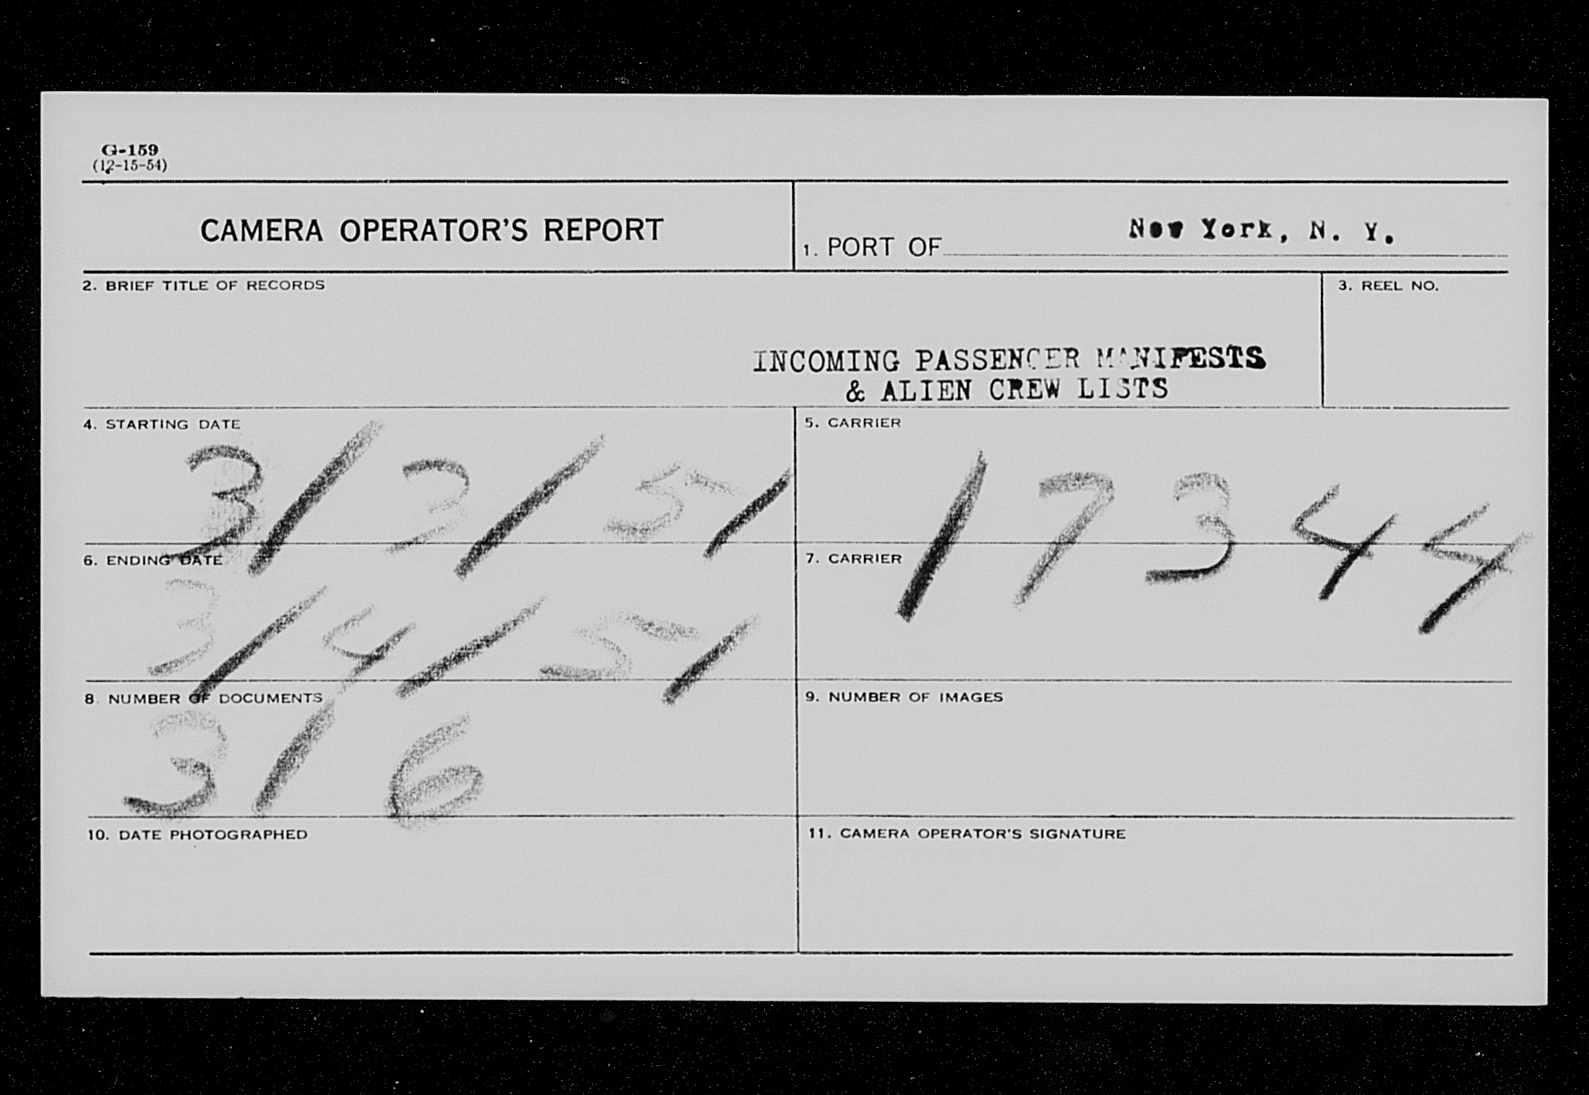 G-159
(12-15-54)
CAMERA OPERATOR'S REPORT
1. PORT OF New York, N. Y.
2. BRIEF TITLE OF RECORDS
3. REEL NO.
INCOMING PASSENGER MANIFESTS
& ALIEN CREW LISTS
4. STARTING DATE
3/3/51
5. CARRIER
17344
6. ENDING DATE
3/4/51
7. CARRIER
8. NUMBER OF DOCUMENTS
316
9. NUMBER OF IMAGES
10. DATE PHOTOGRAPHED
11. CAMERA OPERATOR'S SIGNATURE